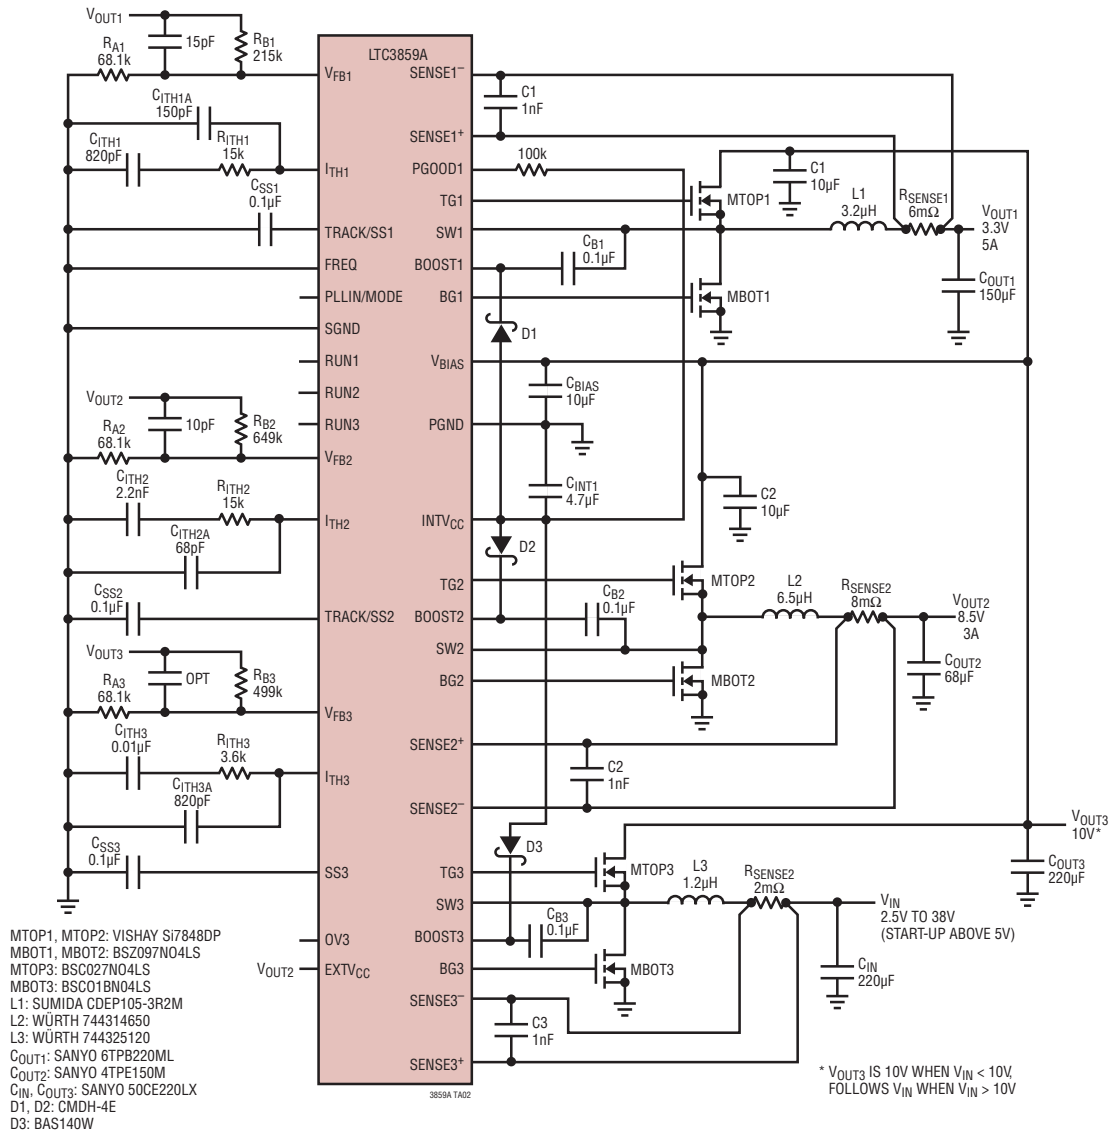 VOUT1
15pF
RB1
215k
RA1
68.1k
CITH1A
150pF
CITH1
820pF
RITH1
15k
CSS1
0.1µF
VOUT2
10pF
RB2
649k
RA2
68.1k
CITH2
2.2nF
RITH2
15k
CITH2A
68pF
CSS2
0.1µF
VOUT3
OPT
RB3
499k
RA3
68.1k
CITH3
0.01µF
RITH3
3.6k
CITH3A
820pF
CSS3
0.1µF
VOUT2
LTC3859A
VFB1
ITH1
TRACK/SS1
FREQ
PLLIN/MODE
SGND
RUN1
RUN2
RUN3
VFB2
ITH2
TRACK/SS2
VFB3
ITH3
SS3
OV3
EXTVCC
SENSE1–
SENSE1+
PGOOD1
TG1
SW1
BOOST1
BG1
VBIAS
PGND
INTVCC
TG2
BOOST2
SW2
BG2
SENSE2+
SENSE2–
TG3
SW3
BOOST3
BG3
SENSE3–
SENSE3+
3859A TA02
C1
1nF
100k
MTOP1
C1
10µF
L1
3.2µH
RSENSE1
6mΩ
VOUT1
3.3V
5A
CB1
0.1µF
MBOT1
COUT1
150µF
D1
CBIAS
10µF
CINT1
4.7µF
C2
10µF
D2
MTOP2
L2
6.5µH
RSENSE2
8mΩ
VOUT2
8.5V
3A
CB2
0.1µF
MBOT2
COUT2
68µF
C2
1nF
VOUT3
10V*
D3
MTOP3
L3
1.2µH
RSENSE2
2mΩ
COUT3
220µF
VIN
2.5V TO 38V
(START-UP ABOVE 5V)
CB3
0.1µF
MBOT3
CIN
220µF
C3
1nF
MTOP1, MTOP2: VISHAY Si7848DP
MBOT1, MBOT2: BSZ097NO4LS
MTOP3: BSC027NO4LS
MBOT3: BSCO1BN04LS
L1: SUMIDA CDEP105-3R2M
L2: WÜRTH 744314650
L3: WÜRTH 744325120
COUT1: SANYO 6TPB220ML
COUT2: SANYO 4TPE150M
CIN, COUT3: SANYO 50CE220LX
D1, D2: CMDH-4E
D3: BAS140W
* VOUT3 IS 10V WHEN VIN < 10V,
FOLLOWS VIN WHEN VIN > 10V